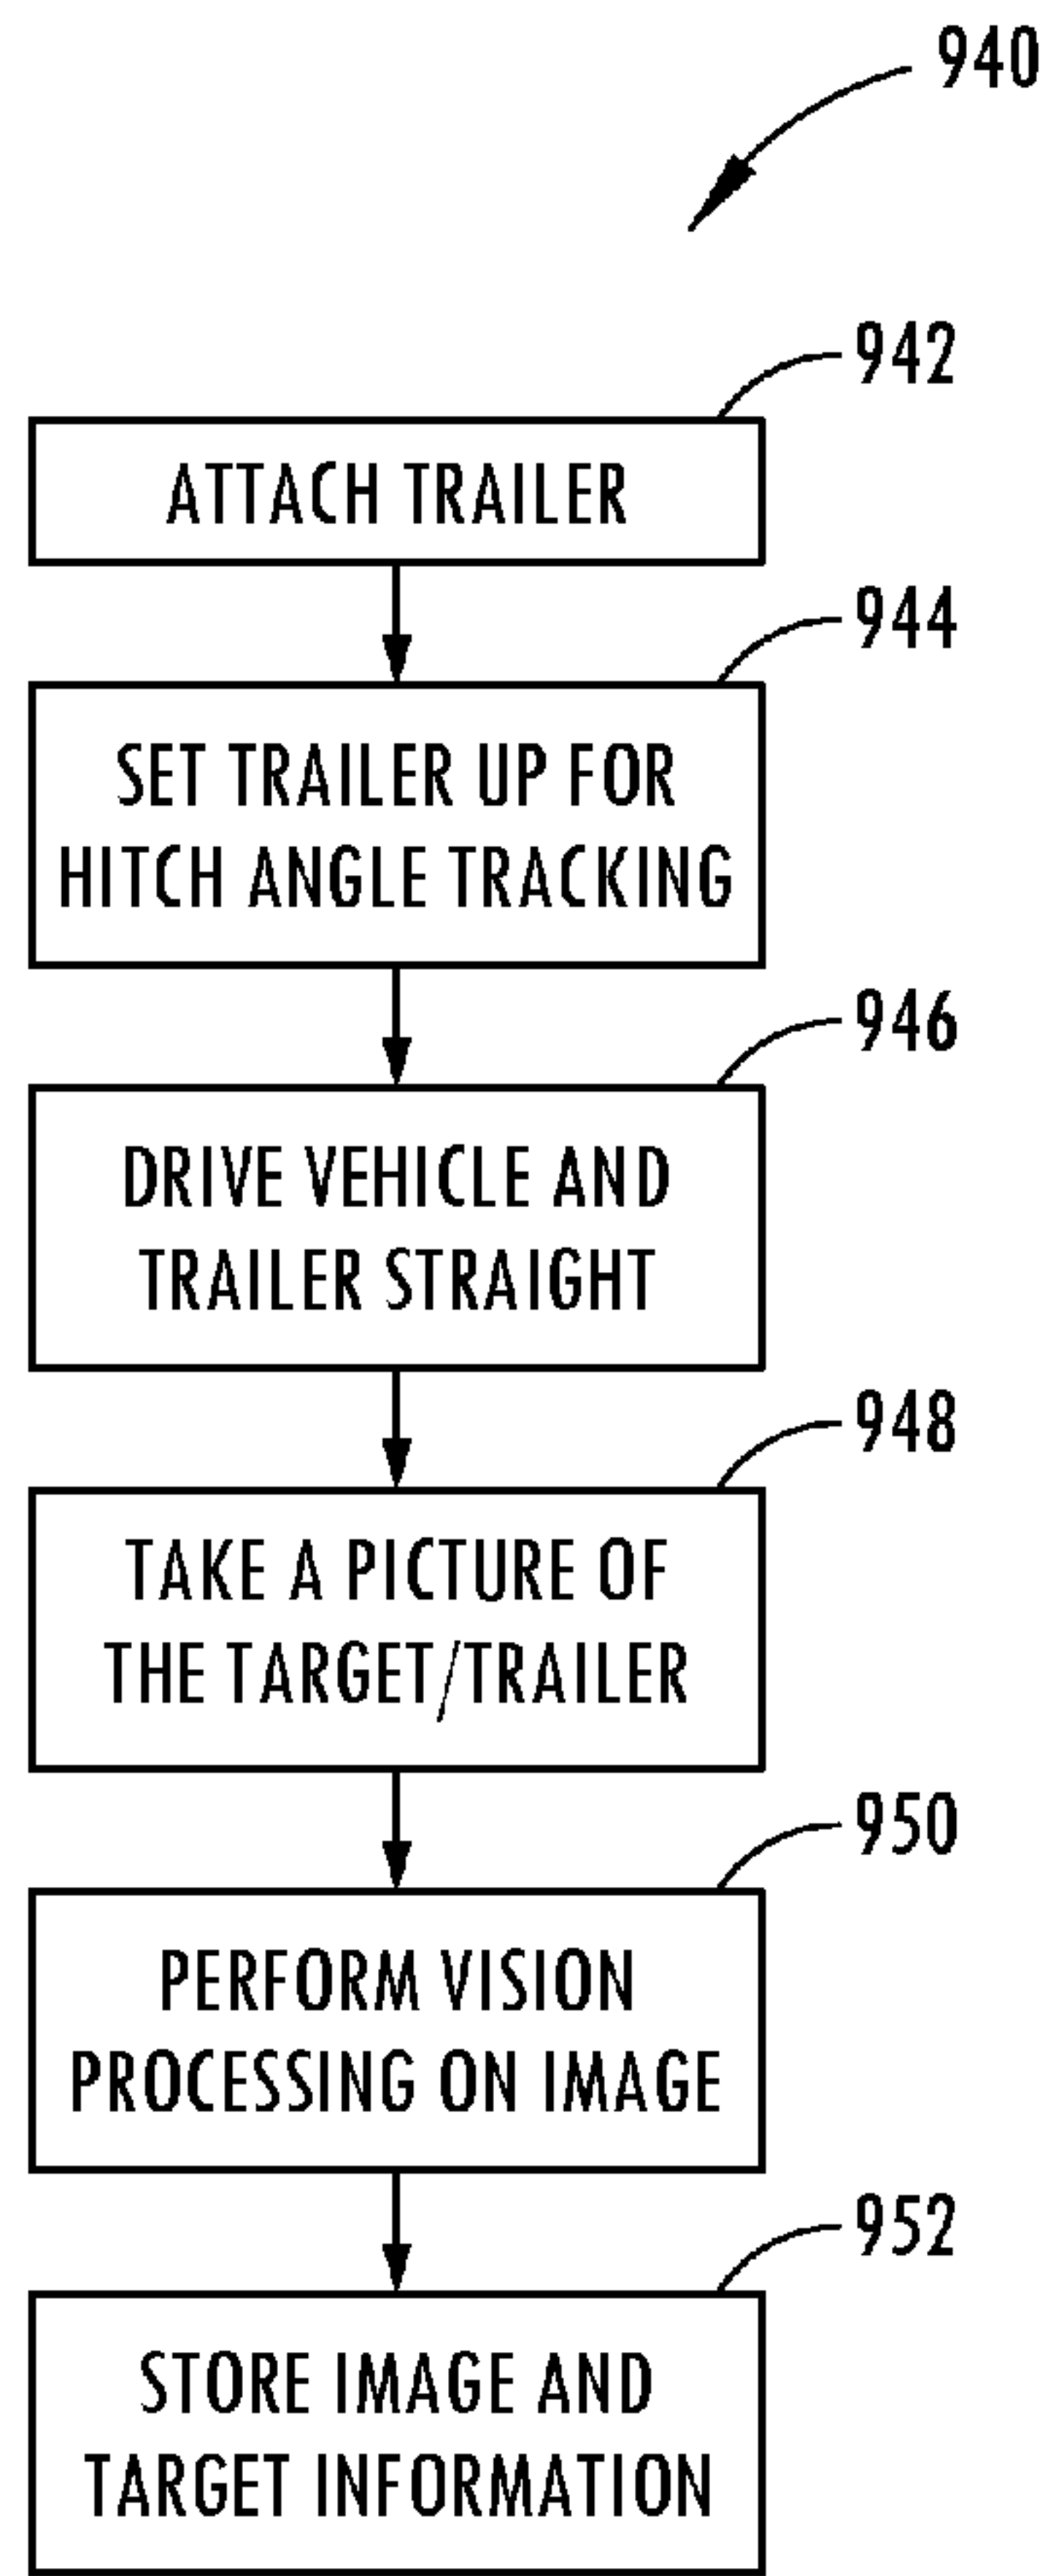 940
942
ATTACH TRAILER
944
SET TRAILER UP FOR
HITCH ANGLE TRACKING
946
DRIVE VEHICLE AND
TRAILER STRAIGHT
948
TAKE A PICTURE OF
THE TARGET/TRAILER
950
PERFORM VISION
PROCESSING ON IMAGE
952
STORE IMAGE AND
TARGET INFORMATION